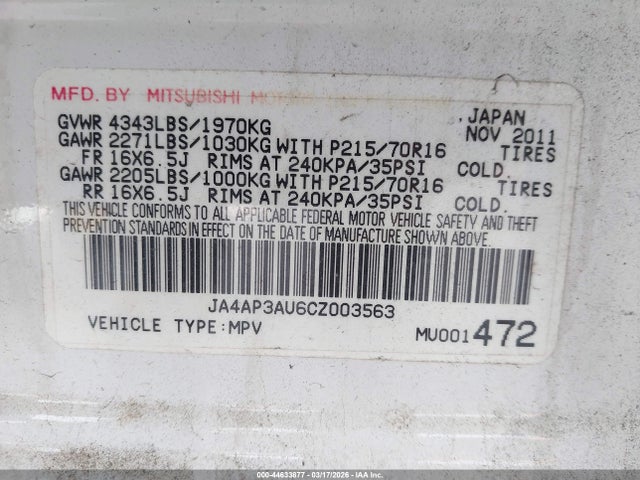 MFD. BY MITSUBISHI
JAPAN
GVWR 4343LBS/1970KG NOV 2011
GAWR 2271LBS/1030KG WITH P215/70R16 TIRES
FR 16X6.5J RIMS AT 240KPA/35PSI COLD.
GAWR 2205LBS/1000KG WITH P215/70R16 TIRES
RR 16X6.5J RIMS AT 240KPA/35PSI COLD.
THIS VEHICLE CONFORMS TO ALL APPLICABLE FEDERAL MOTOR VEHICLE SAFETY AND THEFT
PREVENTION STANDARDS IN EFFECT ON THE DATE OF MANUFACTURE SHOWN ABOVE.
JA4AP3AU6CZ003563
VEHICLE TYPE:MPV MU001472
000-44633877 - 03/17/2026 - COPYRIGHT IAA, LLC